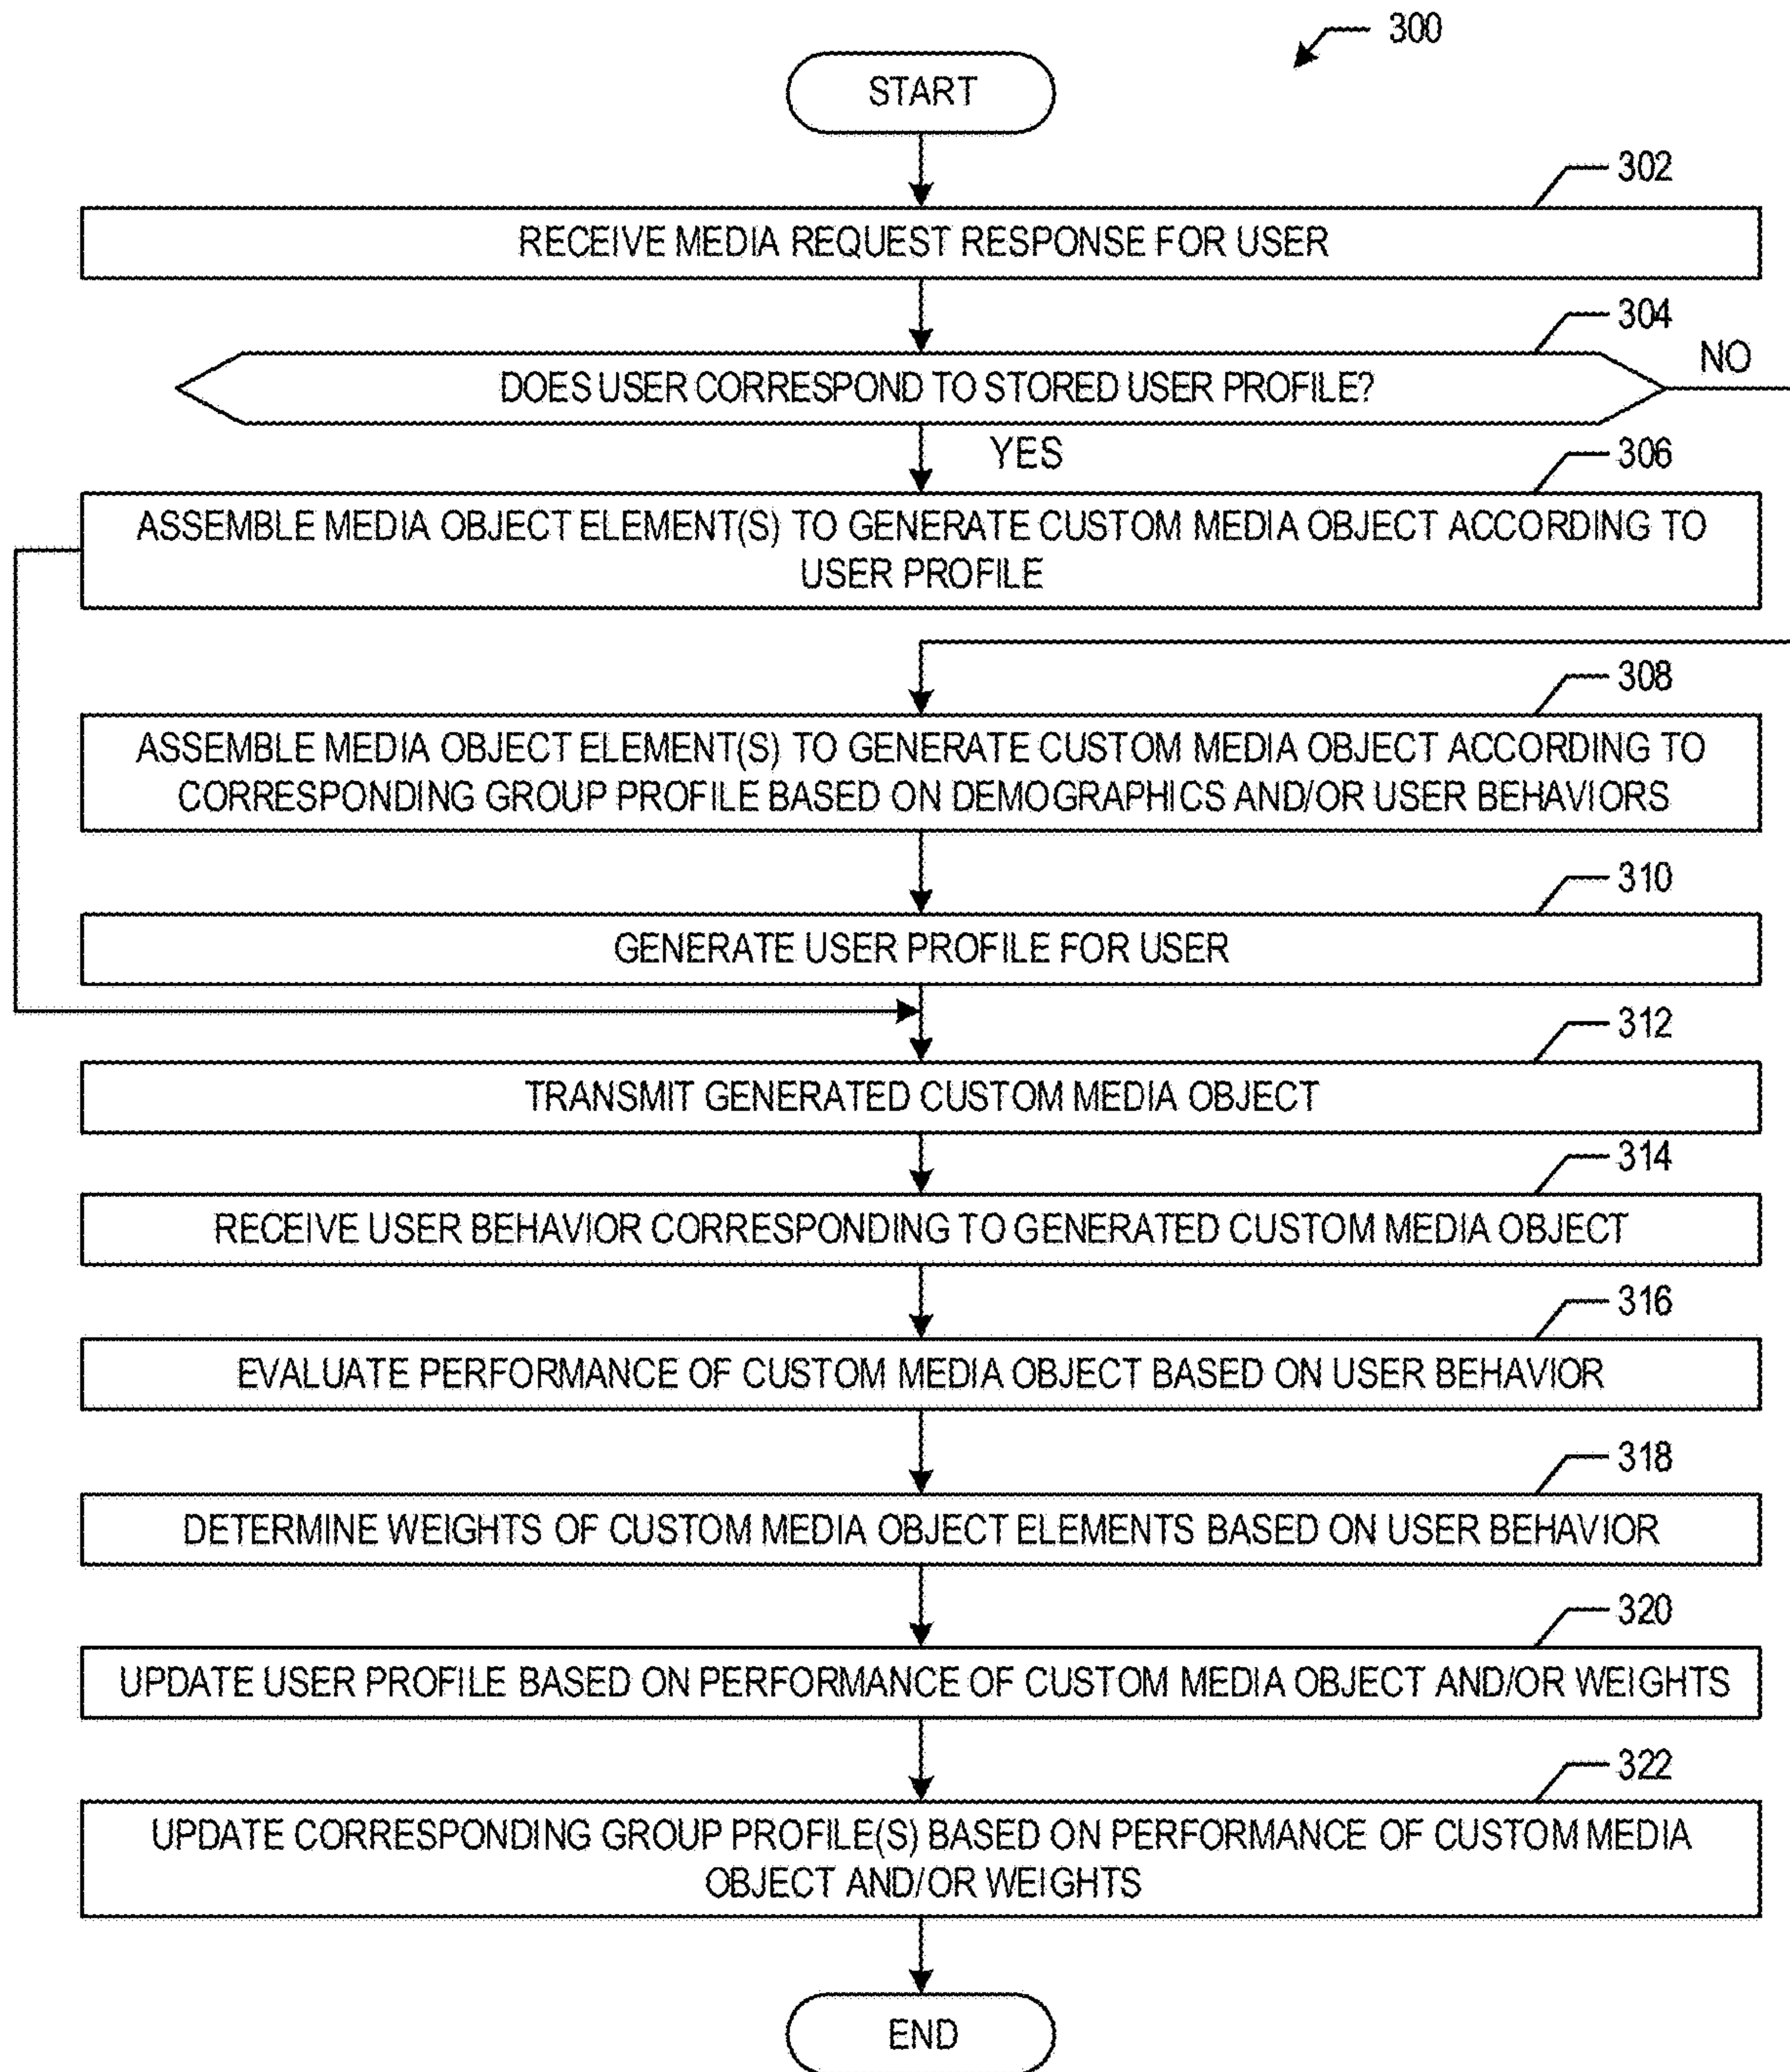 300
START
302
RECEIVE MEDIA REQUEST RESPONSE FOR USER
304
DOES USER CORRESPOND TO STORED USER PROFILE?
NO
YES
306
ASSEMBLE MEDIA OBJECT ELEMENT(S) TO GENERATE CUSTOM MEDIA OBJECT ACCORDING TO
USER PROFILE
308
ASSEMBLE MEDIA OBJECT ELEMENT(S) TO GENERATE CUSTOM MEDIA OBJECT ACCORDING TO
CORRESPONDING GROUP PROFILE BASED ON DEMOGRAPHICS AND/OR USER BEHAVIORS
310
GENERATE USER PROFILE FOR USER
312
TRANSMIT GENERATED CUSTOM MEDIA OBJECT
314
RECEIVE USER BEHAVIOR CORRESPONDING TO GENERATED CUSTOM MEDIA OBJECT
316
EVALUATE PERFORMANCE OF CUSTOM MEDIA OBJECT BASED ON USER BEHAVIOR
318
DETERMINE WEIGHTS OF CUSTOM MEDIA OBJECT ELEMENTS BASED ON USER BEHAVIOR
320
UPDATE USER PROFILE BASED ON PERFORMANCE OF CUSTOM MEDIA OBJECT AND/OR WEIGHTS
322
UPDATE CORRESPONDING GROUP PROFILE(S) BASED ON PERFORMANCE OF CUSTOM MEDIA
OBJECT AND/OR WEIGHTS
END